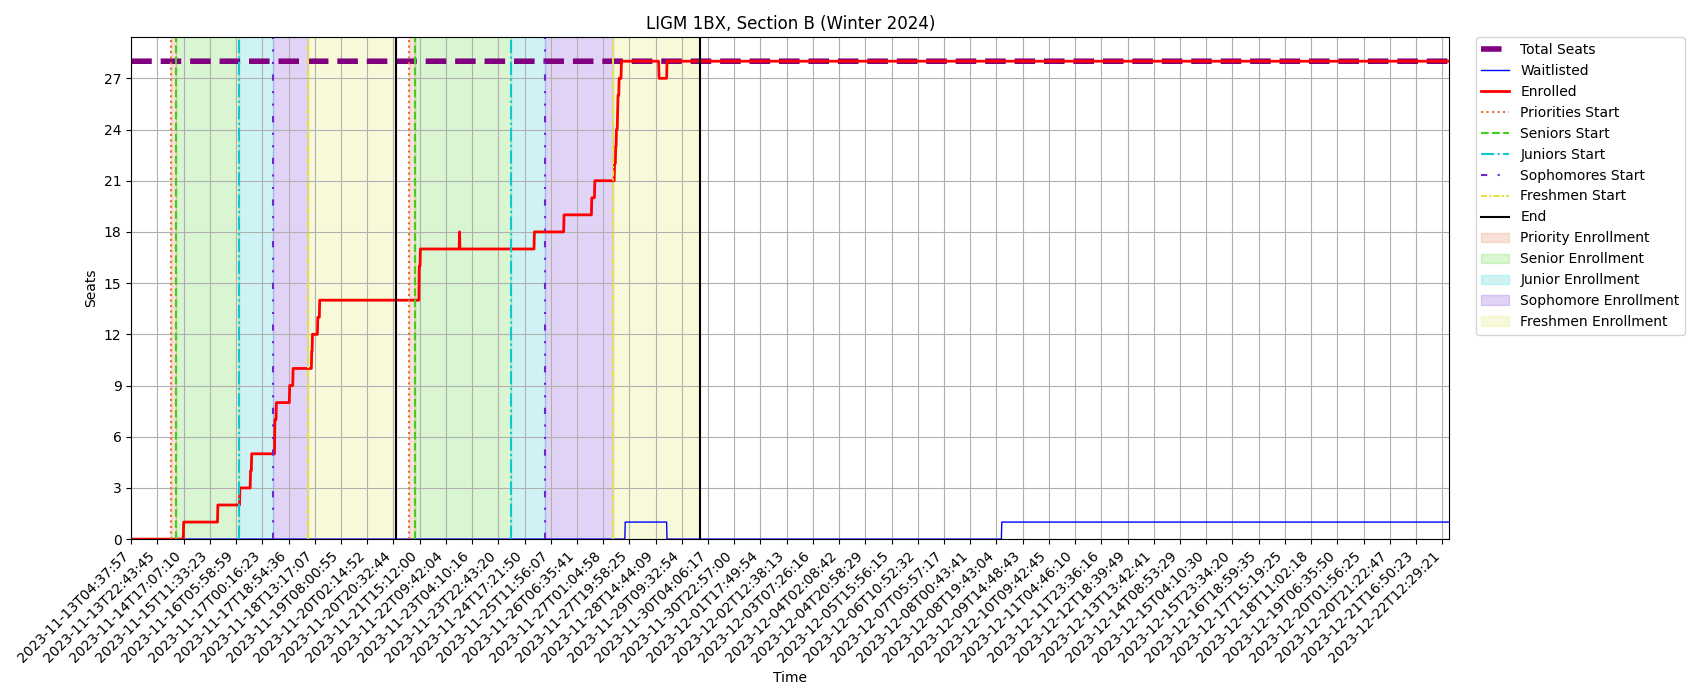 LIGM 1BX, Section B (Winter 2024)
Total Seats
Waitlisted
Enrolled
Priorities Start
Seniors Start
Juniors Start
Sophomores Start
Freshmen Start
End
Priority Enrollment
Senior Enrollment
Junior Enrollment
Sophomore Enrollment
Freshmen Enrollment
Seats
27
24
21
18
15
12
9
6
3
0
2023-11-13T04:37:57
2023-11-13T22:43:45
2023-11-14T17:07:10
2023-11-15T11:33:23
2023-11-16T05:58:59
2023-11-17T00:16:23
2023-11-17T18:54:36
2023-11-18T13:17:07
2023-11-19T08:00:55
2023-11-20T02:14:52
2023-11-20T20:32:44
2023-11-21T15:12:00
2023-11-22T09:42:04
2023-11-23T04:10:16
2023-11-23T22:43:20
2023-11-24T17:21:50
2023-11-25T11:56:07
2023-11-26T06:35:41
2023-11-27T01:04:58
2023-11-27T19:58:25
2023-11-28T14:44:09
2023-11-29T09:32:54
2023-11-30T04:06:17
2023-11-30T22:57:00
2023-12-01T17:49:54
2023-12-02T12:38:13
2023-12-03T07:26:16
2023-12-04T02:08:42
2023-12-04T20:58:29
2023-12-05T15:56:15
2023-12-06T10:52:32
2023-12-07T05:57:17
2023-12-08T00:43:41
2023-12-08T19:43:04
2023-12-09T14:48:43
2023-12-10T09:42:45
2023-12-11T04:46:10
2023-12-11T23:36:16
2023-12-12T18:39:49
2023-12-13T13:42:41
2023-12-14T08:53:29
2023-12-15T04:10:30
2023-12-15T23:34:20
2023-12-16T18:59:35
2023-12-17T15:19:25
2023-12-18T11:02:18
2023-12-19T06:35:50
2023-12-20T01:56:25
2023-12-20T21:22:47
2023-12-21T16:50:23
2023-12-22T12:29:21
Time